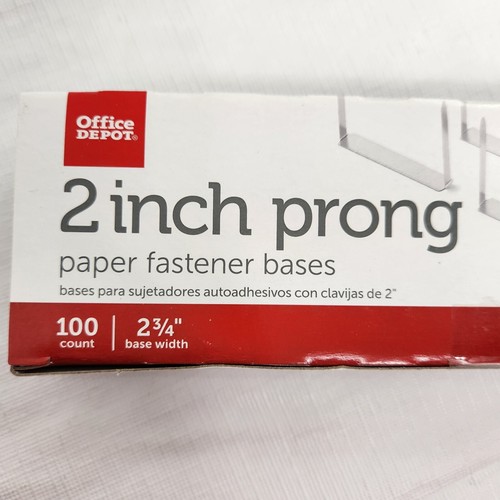 Office
DEPOT®
2 inch prong
paper fastener bases
bases para sujetadores autoadhesivos con clavijas de 2"
100
count
2¾"
base width